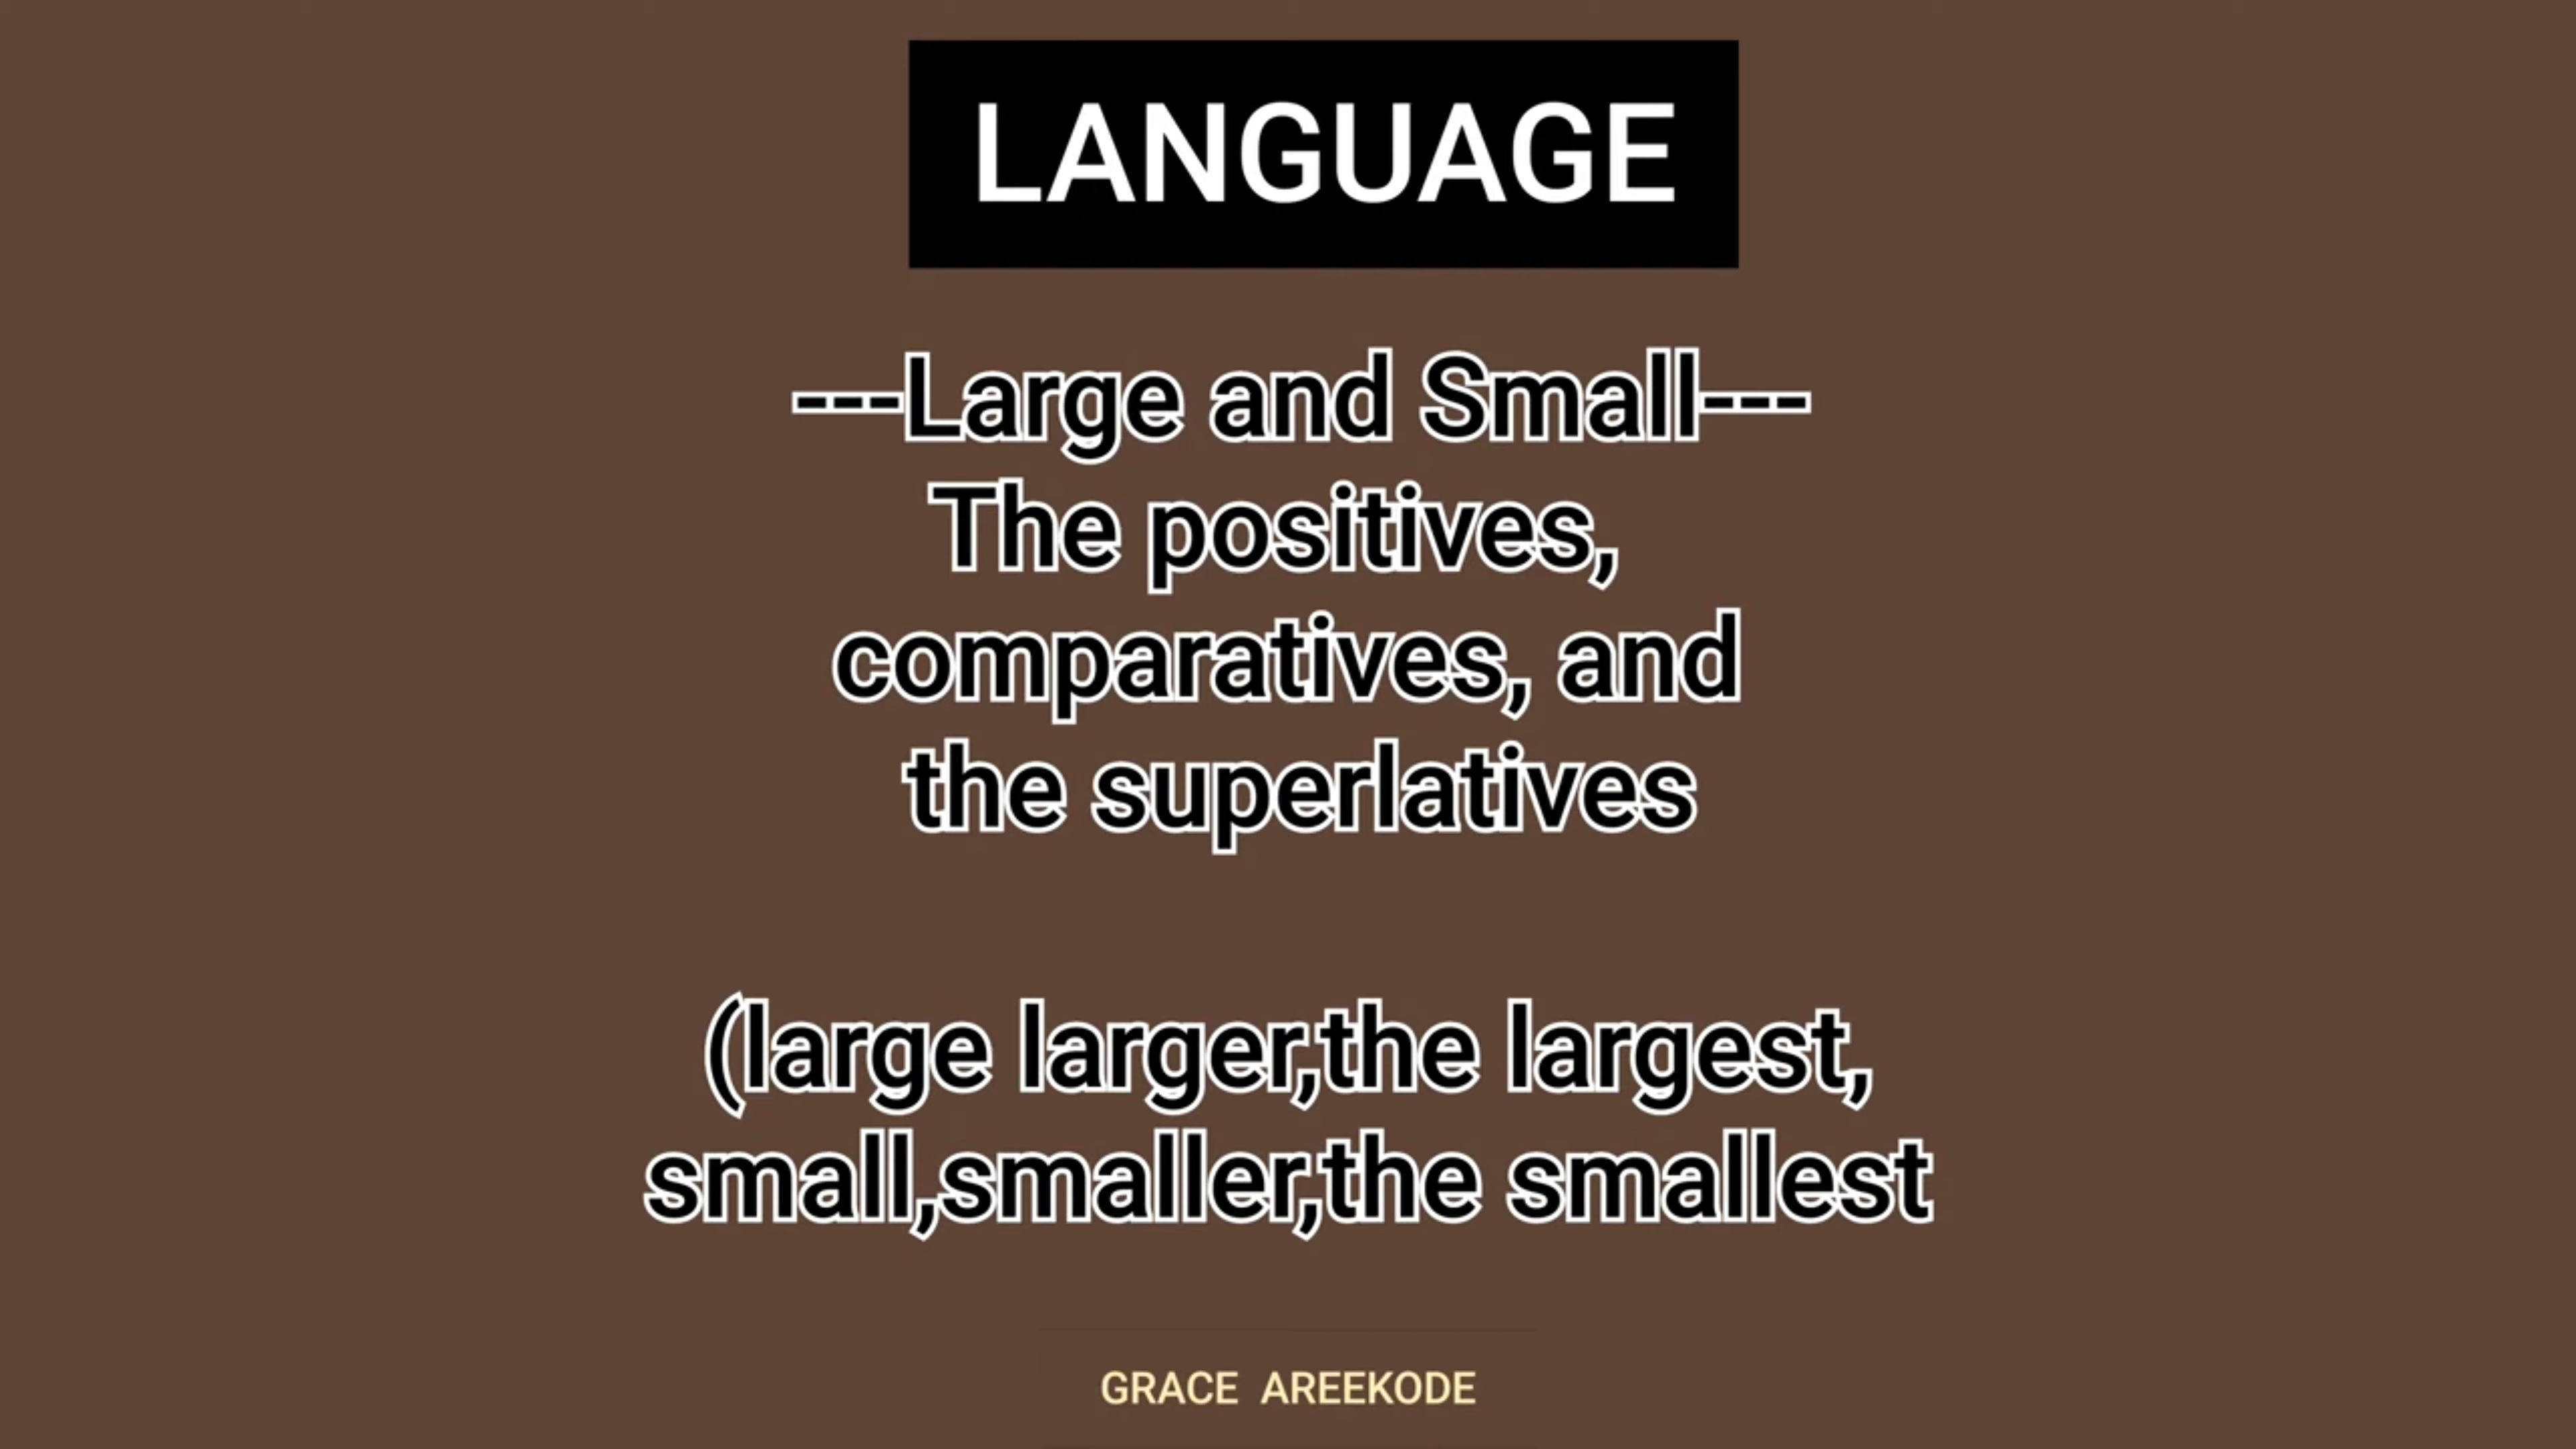 LANGUAGE
---Large and Small---
The positives,
comparatives, and
the superlatives
(large larger,the largest,
small,smaller,the smallest
GRACE AREEKODE